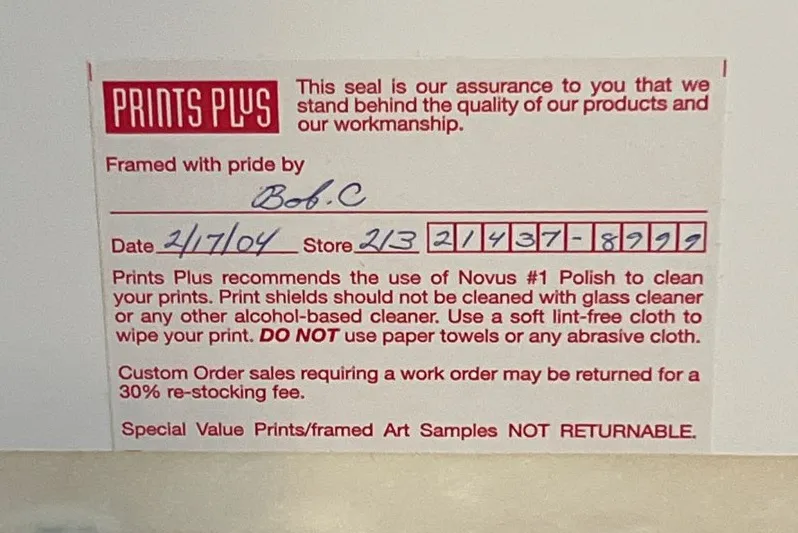 PRINTS PLUS
This seal is our assurance to you that we
stand behind the quality of our products and
our workmanship.
Framed with pride by
Bob.C
Date 2/17/04 Store 213 21437-8999
Prints Plus recommends the use of Novus #1 Polish to clean
your prints. Print shields should not be cleaned with glass cleaner
or any other alcohol-based cleaner. Use a soft lint-free cloth to
wipe your print. DO NOT use paper towels or any abrasive cloth.
Custom Order sales requiring a work order may be returned for a
30% re-stocking fee.
Special Value Prints/framed Art Samples NOT RETURNABLE.